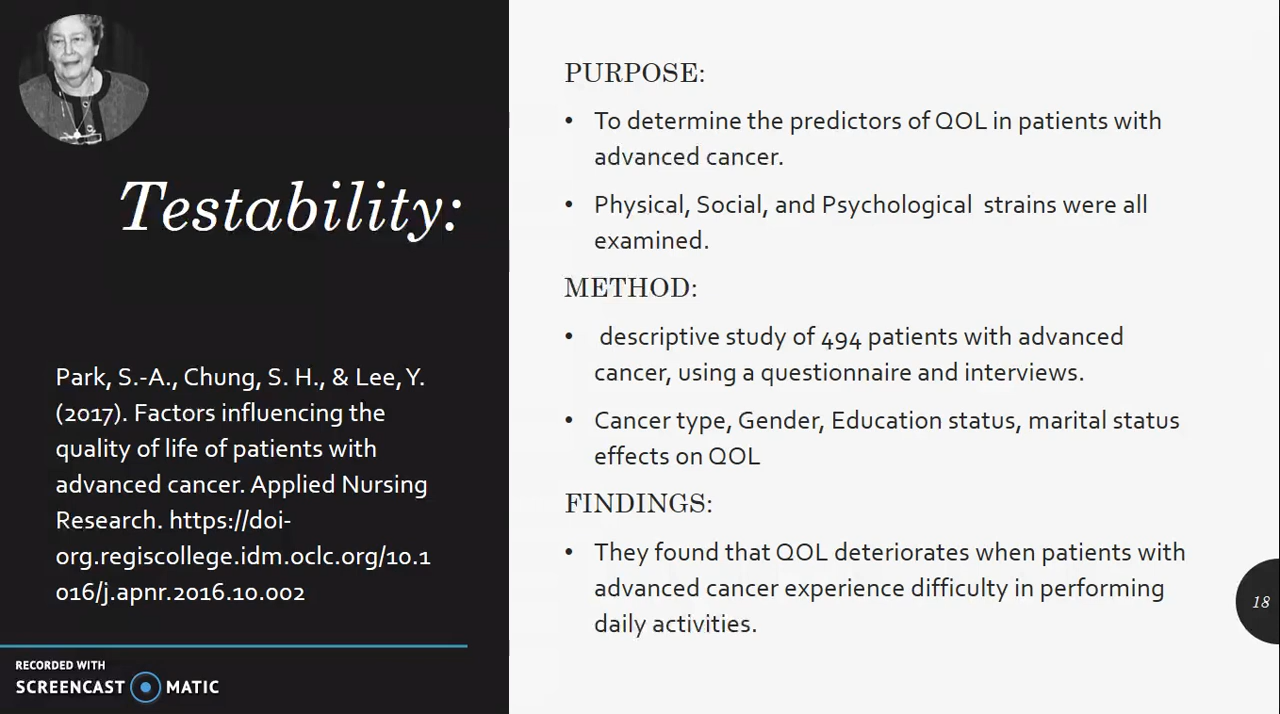 Testability:
Park, S.-A., Chung, S. H., & Lee, Y.
(2017). Factors influencing the
quality of life of patients with
advanced cancer. Applied Nursing
Research. https://doi-
org.regiscollege.idm.oclc.org/10.1
016/j.apnr.2016.10.002
RECORDED WITH
SCREENCAST MATIC
PURPOSE:
• To determine the predictors of QOL in patients with
advanced cancer.
• Physical, Social, and Psychological strains were all
examined.
METHOD:
• descriptive study of 494 patients with advanced
cancer, using a questionnaire and interviews.
• Cancer type, Gender, Education status, marital status
effects on QOL
FINDINGS:
• They found that QOL deteriorates when patients with
advanced cancer experience difficulty in performing
daily activities.
18